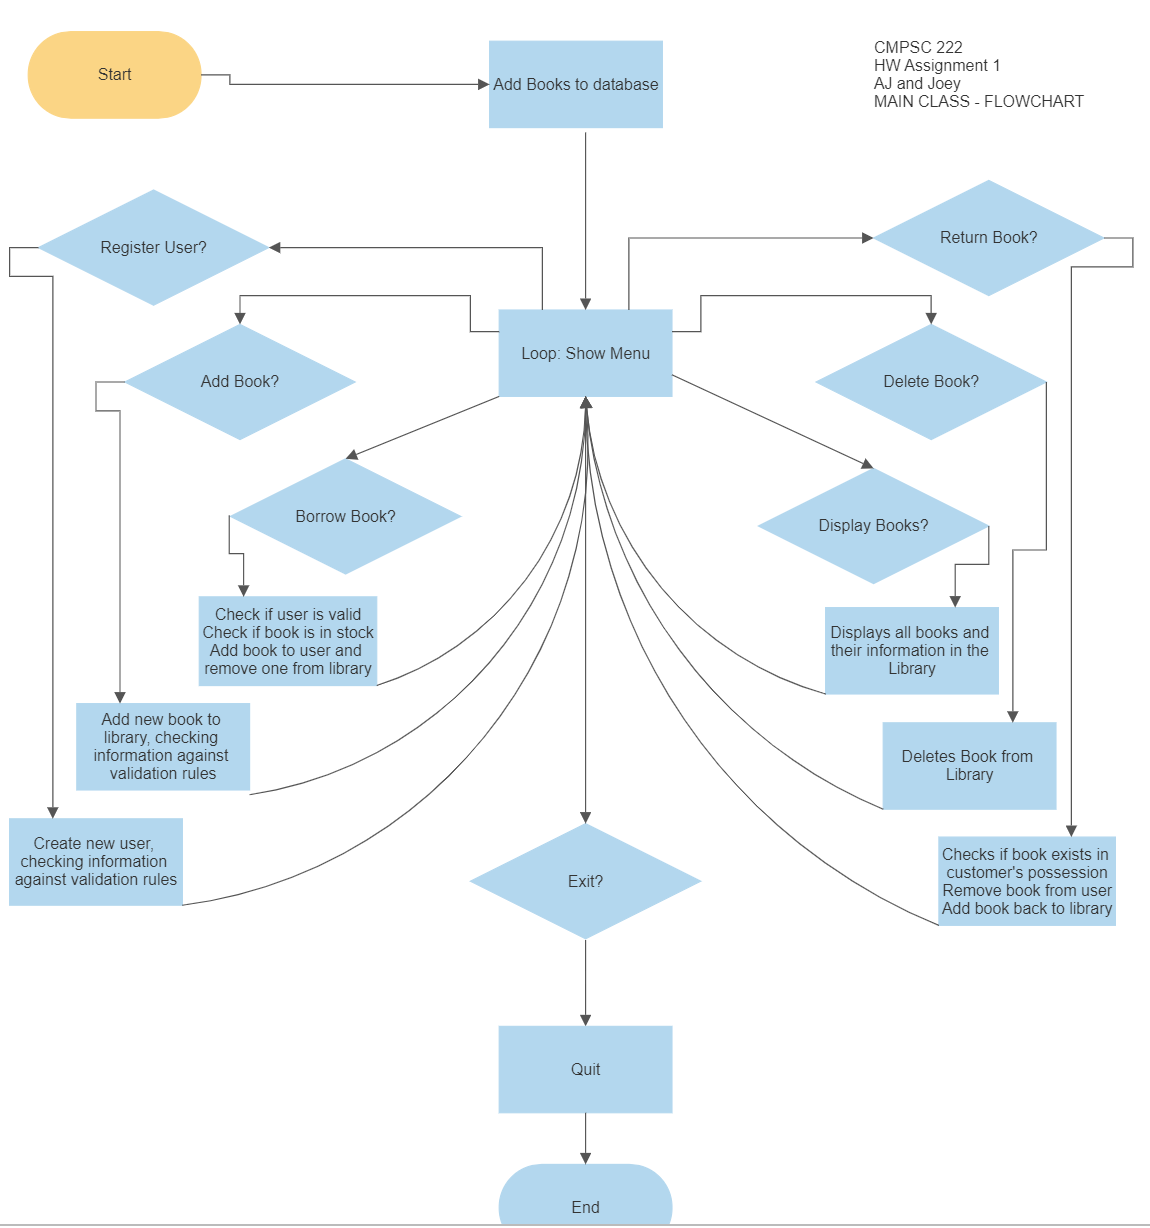 Start
Add Books to database
CMPSC 222
HW Assignment 1
AJ and Joey
MAIN CLASS - FLOWCHART
Register User?
Return Book?
Loop: Show Menu
Add Book?
Delete Book?
Borrow Book?
Display Books?
Check if user is valid
Check if book is in stock
Add book to user and
remove one from library
Displays all books and
their information in the
Library
Add new book to
library, checking
information against
validation rules
Deletes Book from
Library
Create new user,
checking information
against validation rules
Exit?
Checks if book exists in
customer's possession
Remove book from user
Add book back to library
Quit
End